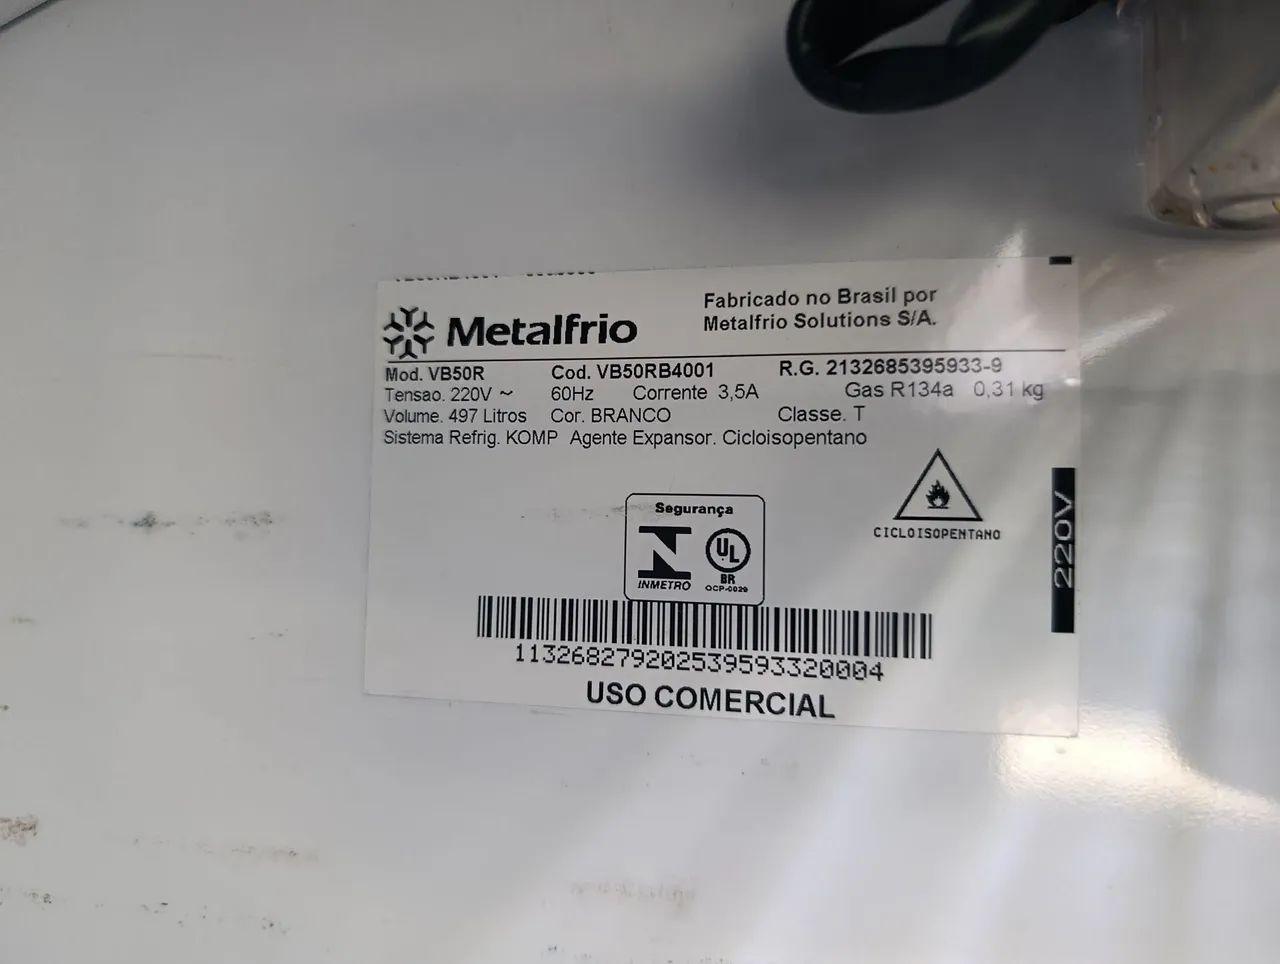 Metalfrio
Fabricado no Brasil por
Metalfrio Solutions S/A.
Mod. VB50R Cod. VB50RB4001 R.G. 2132685395933-9
Tensao. 220V ~ 60Hz Corrente 3,5A Gas R134a 0,31 kg
Volume. 497 Litros Cor. BRANCO Classe. T
Sistema Refrig. KOMP Agente Expansor. Cicloisopentano
CICLOISOPENTANO
220V
Segurança
INMETRO
UL
BR
OCP-0029
113268279202539593320004
USO COMERCIAL